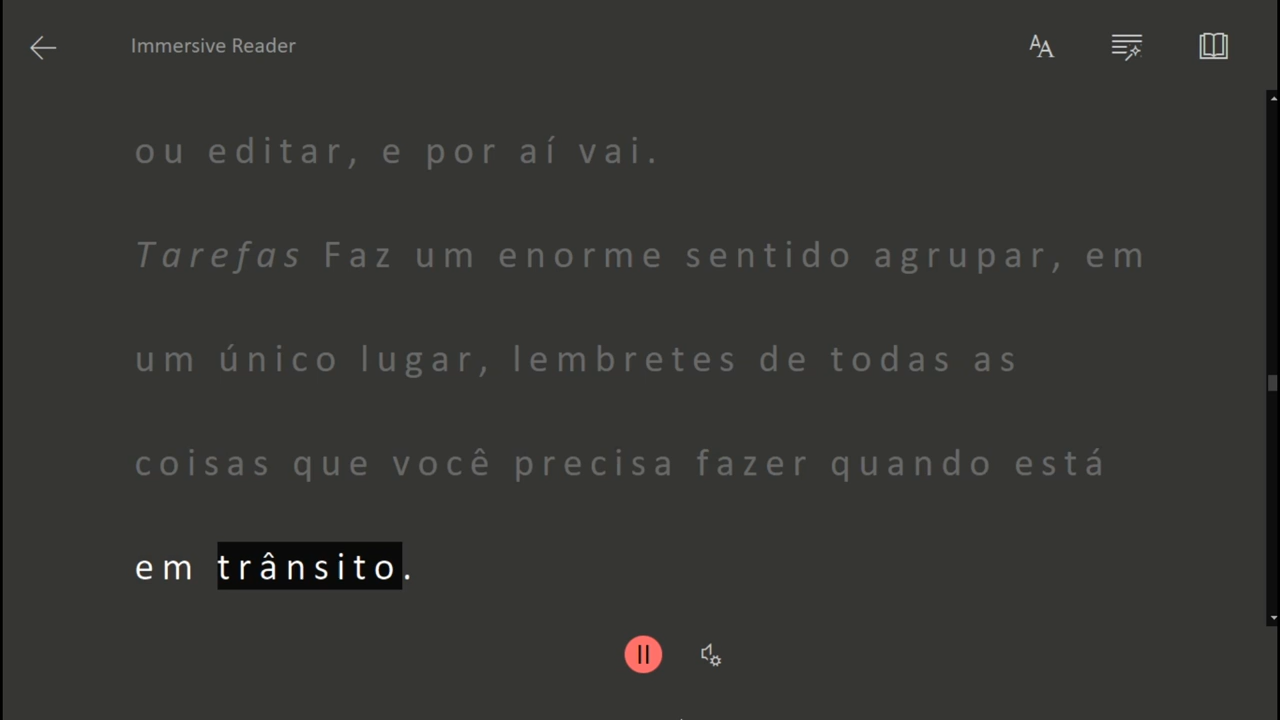 Immersive Reader
ou editar, e por aí vai.
Tarefas Faz um enorme sentido agrupar, em
um único lugar, lembretes de todas as
coisas que você precisa fazer quando está
em trânsito.